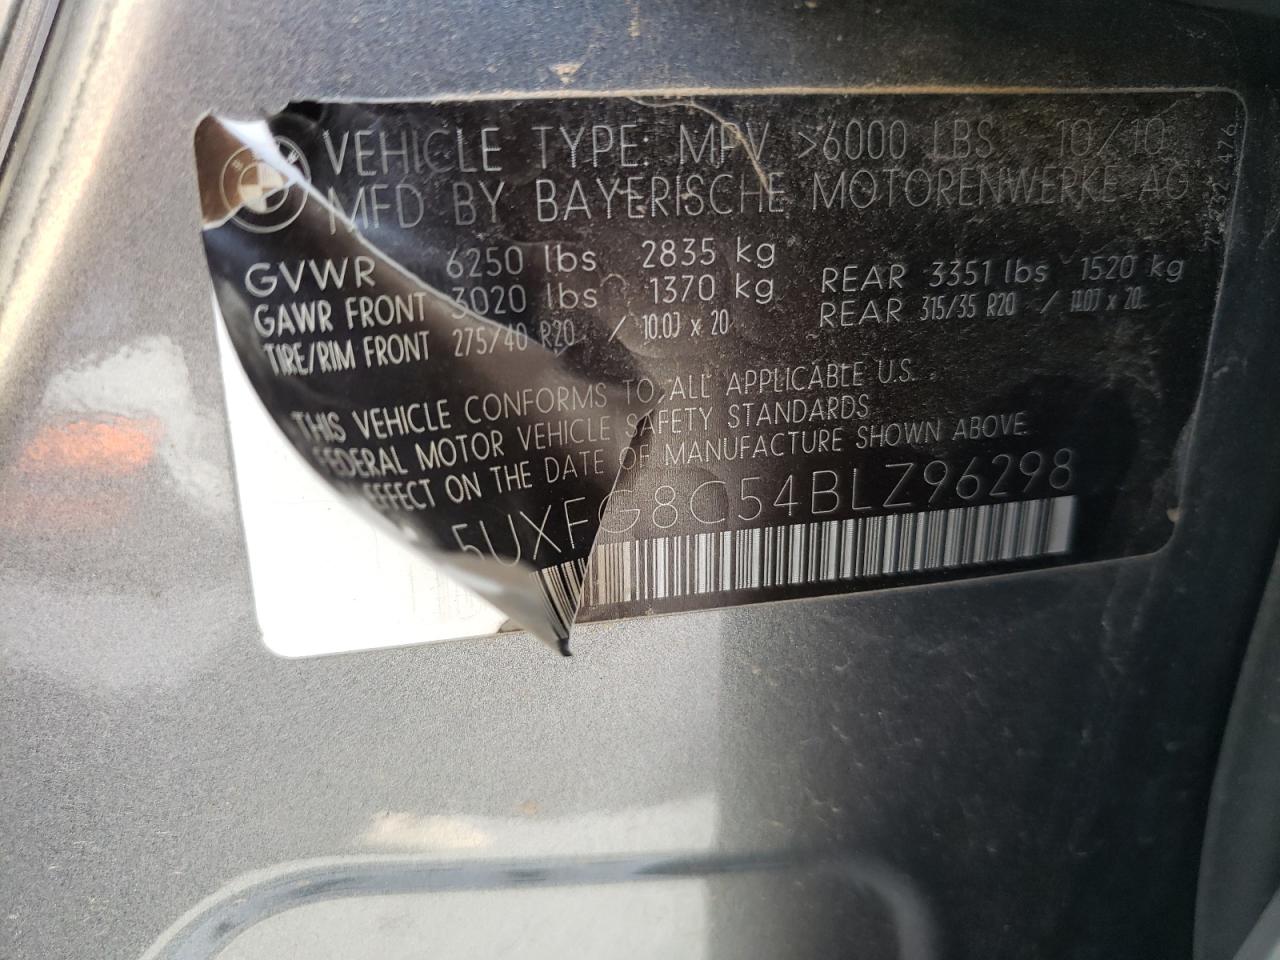 VEHICLE TYPE: MPV >6000 LBS 10/10
MFD BY BAYERISCHE MOTORENWERKE AG
GVWR 6250 lbs 2835 kg
GAWR FRONT 3020 lbs 1370 kg REAR 3351 lbs 1520 kg
TIRE/RIM FRONT 275/40 R20 / 10.0J x 20 REAR 315/35 R20 / 11.0J x 20
THIS VEHICLE CONFORMS TO ALL APPLICABLE U.S.
FEDERAL MOTOR VEHICLE SAFETY STANDARDS
EFFECT ON THE DATE OF MANUFACTURE SHOWN ABOVE.
5UXFG8C54BLZ96298